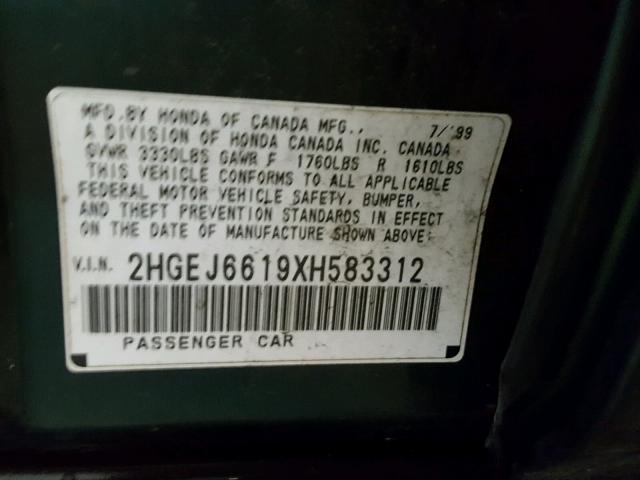 MFD. BY HONDA OF CANADA MFG., 7/'99
A DIVISION OF HONDA CANADA INC. CANADA
GVWR 3330LBS GAWR F 1760LBS R 1610LBS
THIS VEHICLE CONFORMS TO ALL APPLICABLE
FEDERAL MOTOR VEHICLE SAFETY, BUMPER,
AND THEFT PREVENTION STANDARDS IN EFFECT
ON THE DATE OF MANUFACTURE SHOWN ABOVE:
V.I.N. 2HGEJ6619XH583312
PASSENGER CAR